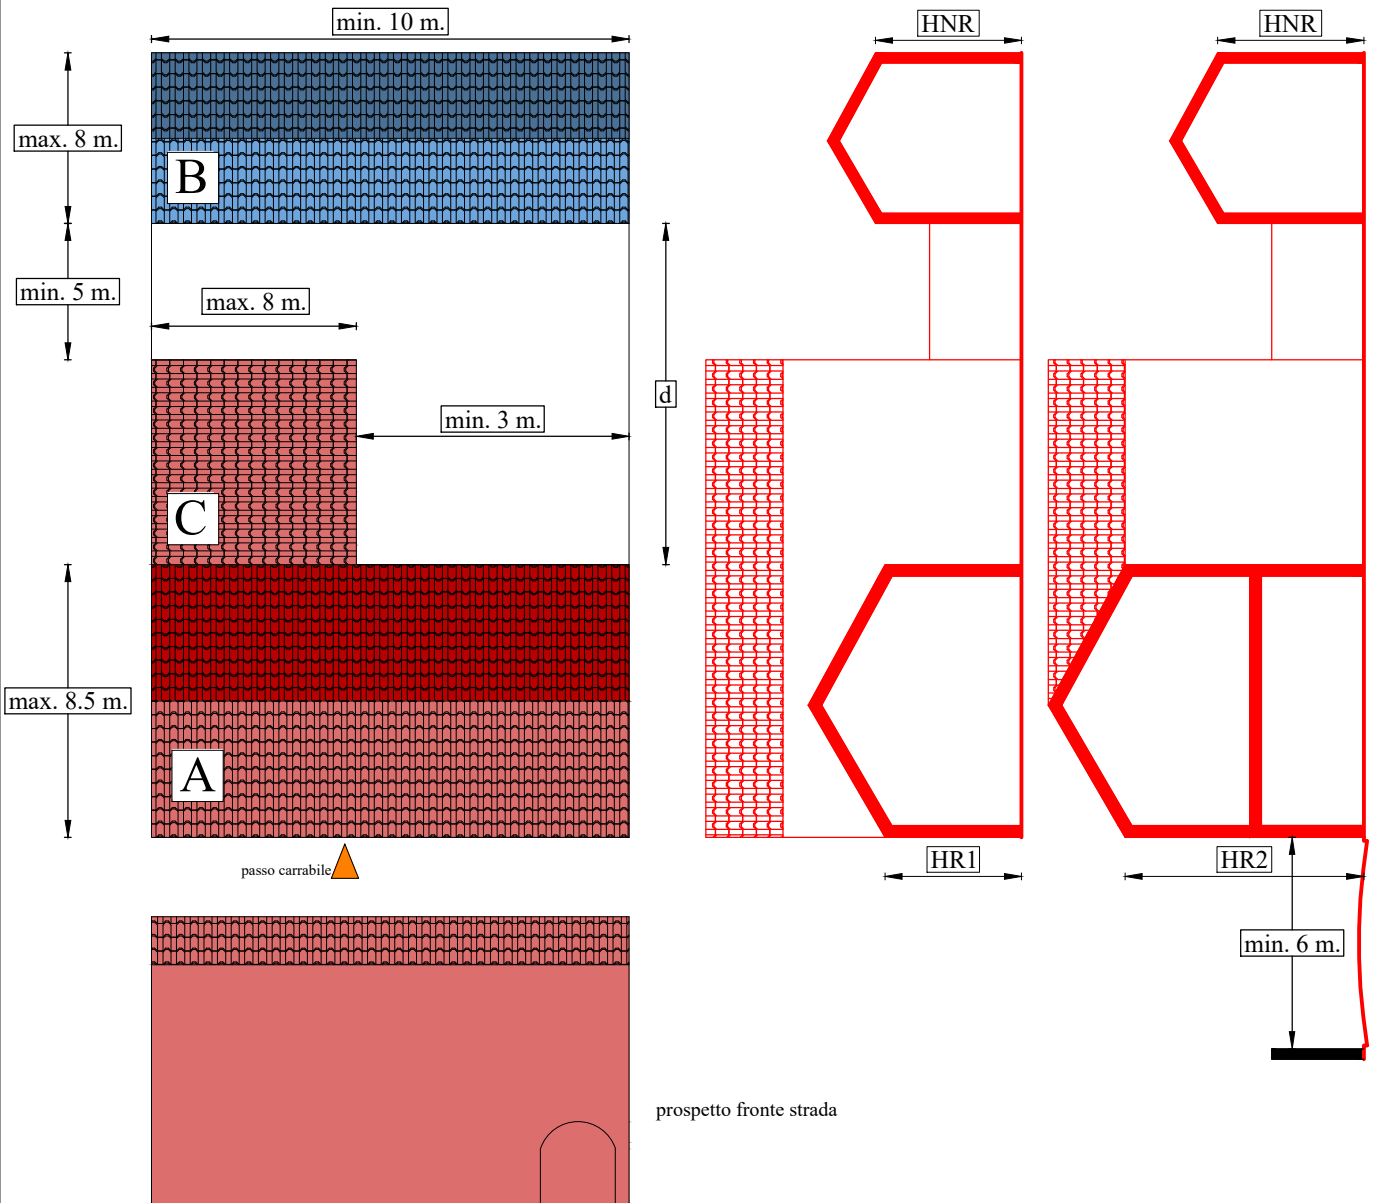 min. 10 m.
HNR
HNR
max. 8 m.
B
min. 5 m.
max. 8 m.
d
min. 3 m.
C
max. 8.5 m.
A
passo carrabile
HR1
HR2
min. 6 m.
prospetto fronte strada